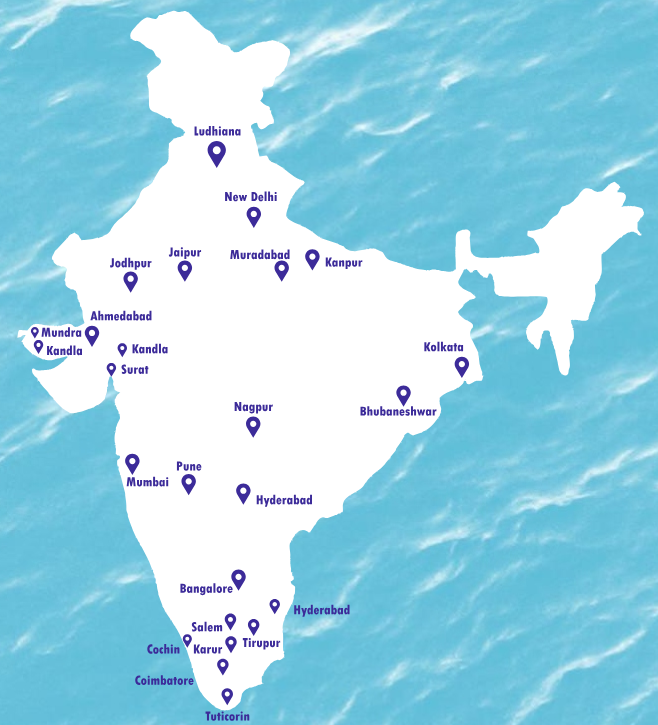 Ludhiana
New Delhi
Jaipur
Muradabad
Kanpur
Jodhpur
Ahmedabad
Mundra
Kandla
Kandla
Surat
Kolkata
Nagpur
Bhubaneshwar
Pune
Mumbai
Hyderabad
Bangalore
Hyderabad
Salem
Tirupur
Cochin
Karur
Coimbatore
Tuticorin